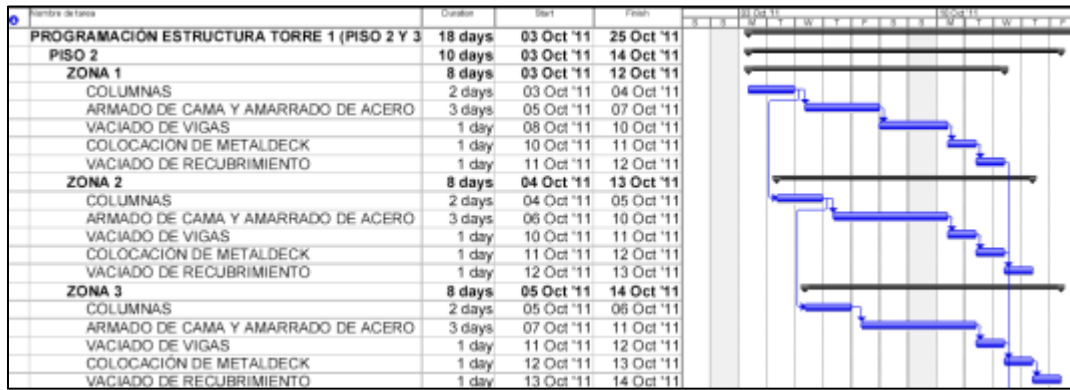 Nombre de tarea Duration Start Finish 03 Oct '11 10 Oct '11
S S M T W T F S S M T W T F
PROGRAMACIÓN ESTRUCTURA TORRE 1 (PISO 2 Y 3 18 days 03 Oct '11 25 Oct '11
PISO 2 10 days 03 Oct '11 14 Oct '11
ZONA 1 8 days 03 Oct '11 12 Oct '11
COLUMNAS 2 days 03 Oct '11 04 Oct '11
ARMADO DE CAMA Y AMARRADO DE ACERO 3 days 05 Oct '11 07 Oct '11
VACIADO DE VIGAS 1 day 08 Oct '11 10 Oct '11
COLOCACIÓN DE METALDECK 1 day 10 Oct '11 11 Oct '11
VACIADO DE RECUBRIMIENTO 1 day 11 Oct '11 12 Oct '11
ZONA 2 8 days 04 Oct '11 13 Oct '11
COLUMNAS 2 days 04 Oct '11 05 Oct '11
ARMADO DE CAMA Y AMARRADO DE ACERO 3 days 06 Oct '11 10 Oct '11
VACIADO DE VIGAS 1 day 10 Oct '11 11 Oct '11
COLOCACIÓN DE METALDECK 1 day 11 Oct '11 12 Oct '11
VACIADO DE RECUBRIMIENTO 1 day 12 Oct '11 13 Oct '11
ZONA 3 8 days 05 Oct '11 14 Oct '11
COLUMNAS 2 days 05 Oct '11 06 Oct '11
ARMADO DE CAMA Y AMARRADO DE ACERO 3 days 07 Oct '11 11 Oct '11
VACIADO DE VIGAS 1 day 11 Oct '11 12 Oct '11
COLOCACIÓN DE METALDECK 1 day 12 Oct '11 13 Oct '11
VACIADO DE RECUBRIMIENTO 1 day 13 Oct '11 14 Oct '11